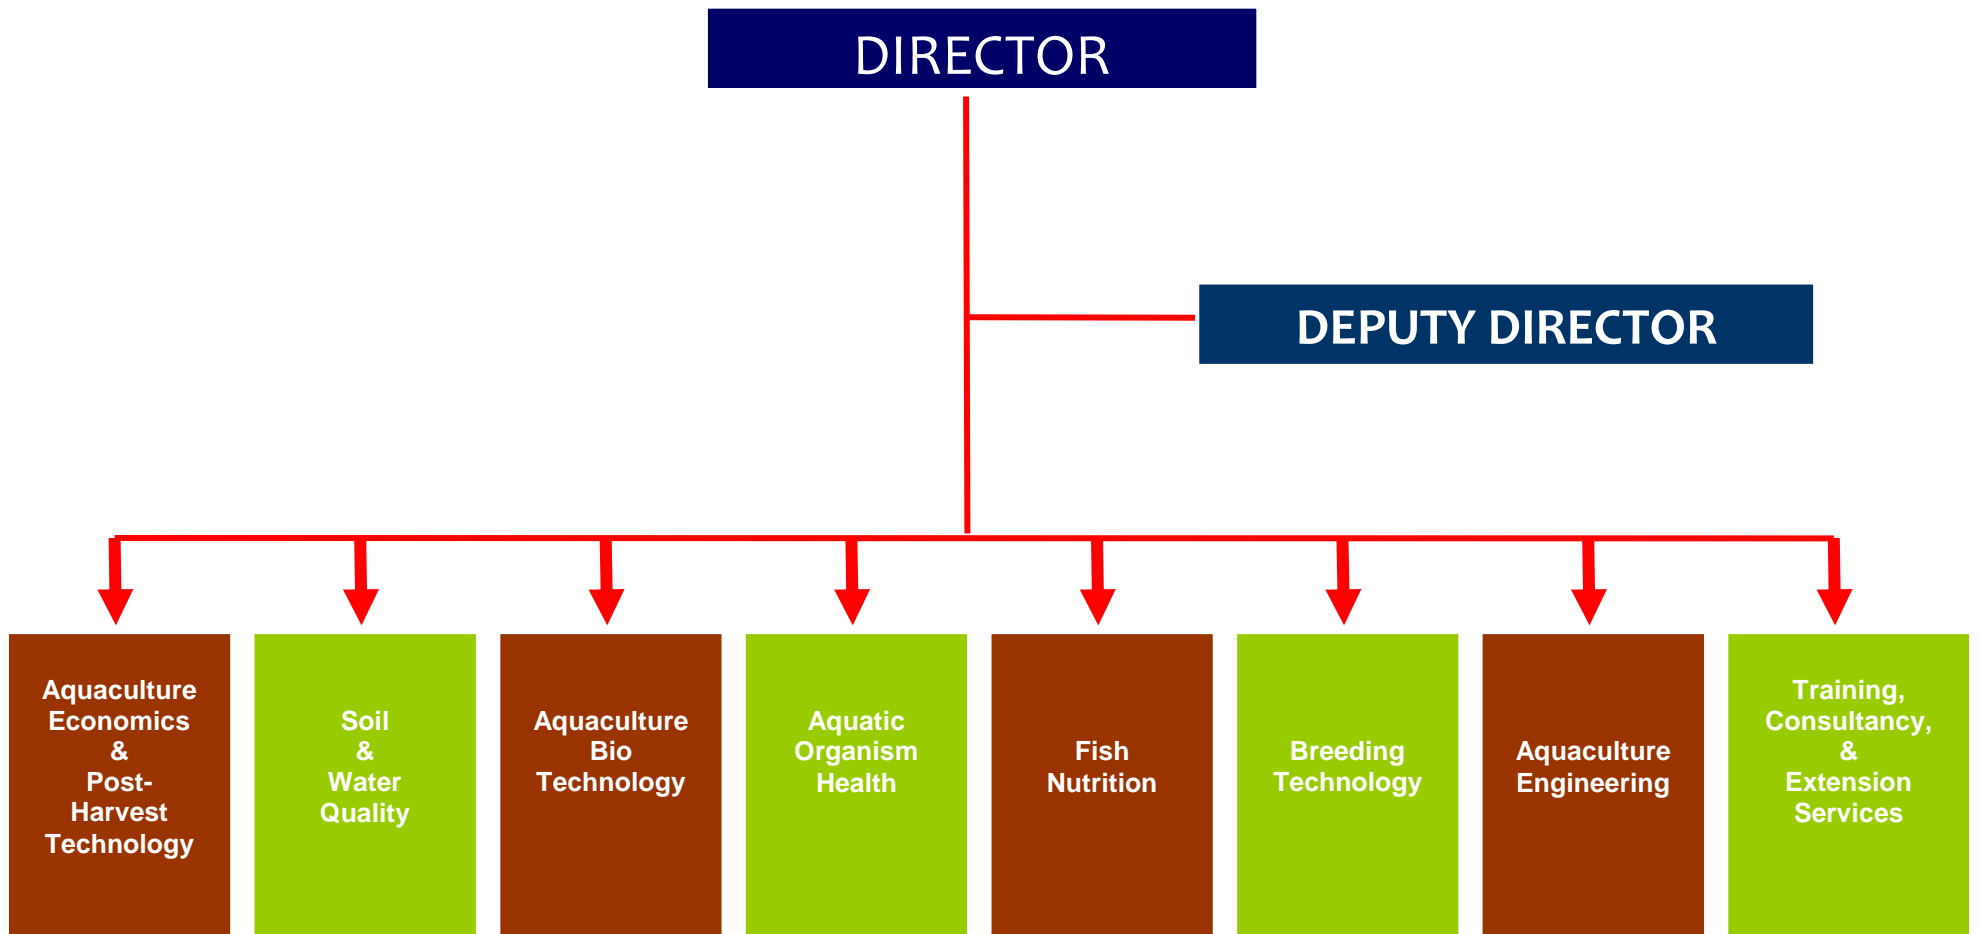 DIRECTOR
DEPUTY DIRECTOR
Aquaculture
Economics
&
Post-
Harvest
Technology
Soil
&
Water
Quality
Aquaculture
Bio
Technology
Aquatic
Organism
Health
Fish
Nutrition
Breeding
Technology
Aquaculture
Engineering
Training,
Consultancy,
&
Extension
Services